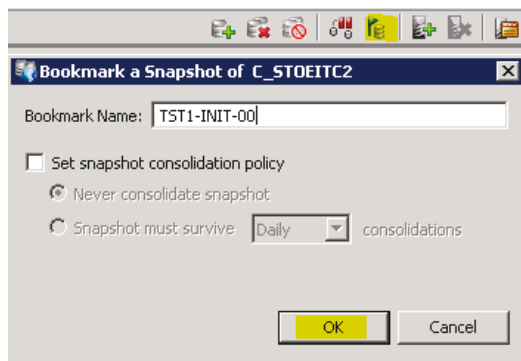 Bookmark a Snapshot of C_STOEITC2
Bookmark Name: TST1-INIT-00
Set snapshot consolidation policy
Never consolidate snapshot
Snapshot must survive Daily consolidations
OK Cancel